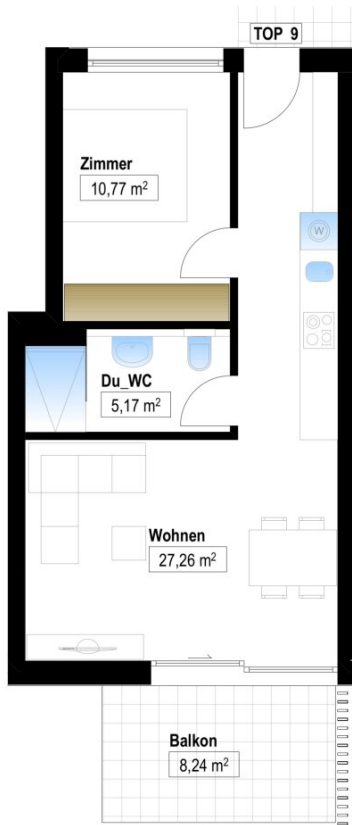 TOP 9
Zimmer
10,77 m²
W
Du_WC
5,17 m²
Wohnen
27,26 m²
Balkon
8,24 m²